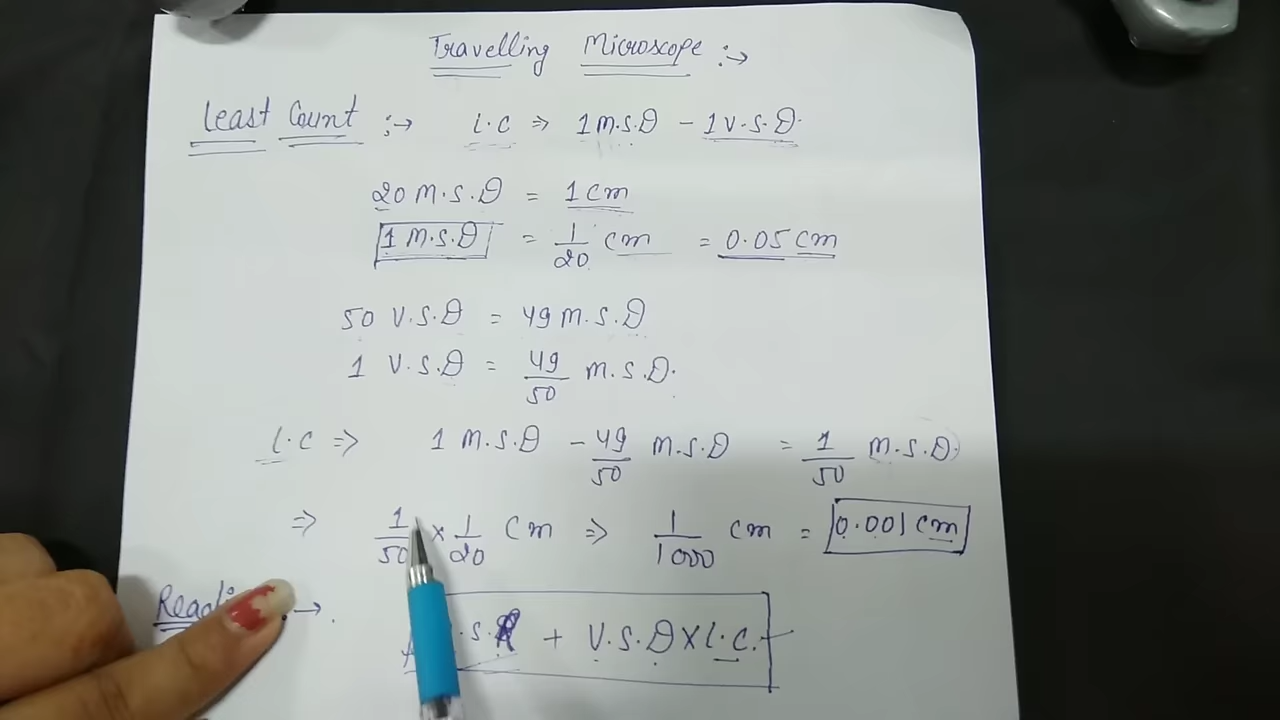 Travelling Microscope :→
Least Count :→ L.C ⇒ 1 M.S.D - 1 V.S.D.
20 M.S.D = 1 cm
1 M.S.D = 1/20 cm = 0.05 cm
50 V.S.D = 49 M.S.D
1 V.S.D = 49/50 M.S.D.
L.C ⇒ 1 M.S.D - 49/50 M.S.D = 1/50 M.S.D.
⇒ 1/50 × 1/20 cm ⇒ 1/1000 cm = 0.001 cm
→
.S.R + V.S.D × L.C.